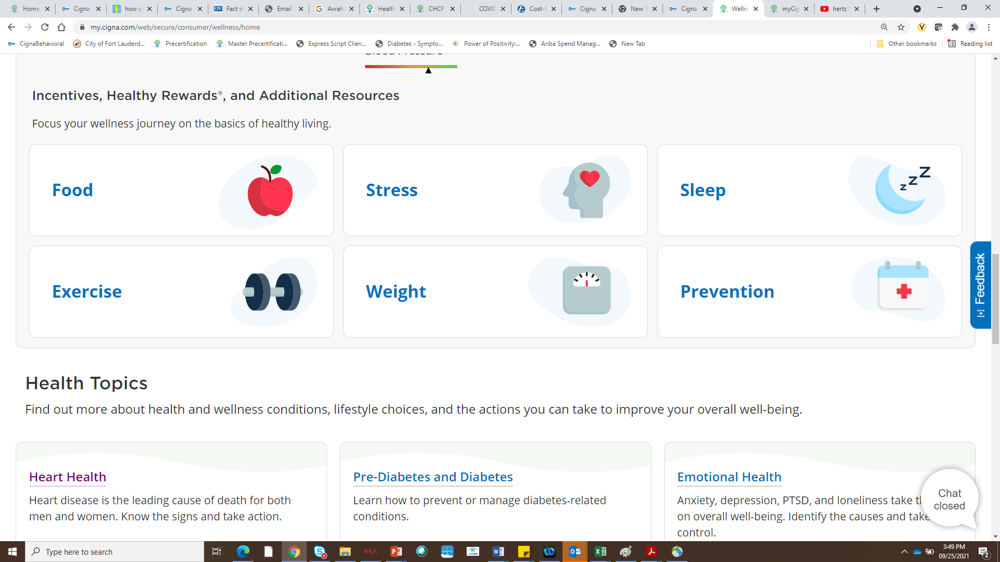 Home
Cigna
how o
Cigna
Fact sl
Email
Avrah
Health
CHCP
COVID
Cost-E
Cigna
New T
Cigna
Wellne
myCig
hertz
my.cigna.com/web/secure/consumer/wellness/home
CignaBehavioral
City of Fort Lauderd...
Precertification
Master Precertificati...
Express Script Clien...
Diabetes - Sympto...
Power of Positivity:...
Ariba Spend Manag...
New Tab
Other bookmarks
Reading list
Blood Pressure
Incentives, Healthy Rewards®, and Additional Resources
Focus your wellness journey on the basics of healthy living.
Food
Stress
Sleep
z z Z
Exercise
Weight
Prevention
[+] Feedback
Health Topics
Find out more about health and wellness conditions, lifestyle choices, and the actions you can take to improve your overall well-being.
Heart Health
Heart disease is the leading cause of death for both
men and women. Know the signs and take action.
Pre-Diabetes and Diabetes
Learn how to prevent or manage diabetes-related
conditions.
Emotional Health
Anxiety, depression, PTSD, and loneliness take t
on overall well-being. Identify the causes and take
control.
Chat
closed
Type here to search
RSA
3:49 PM
09/25/2021
2